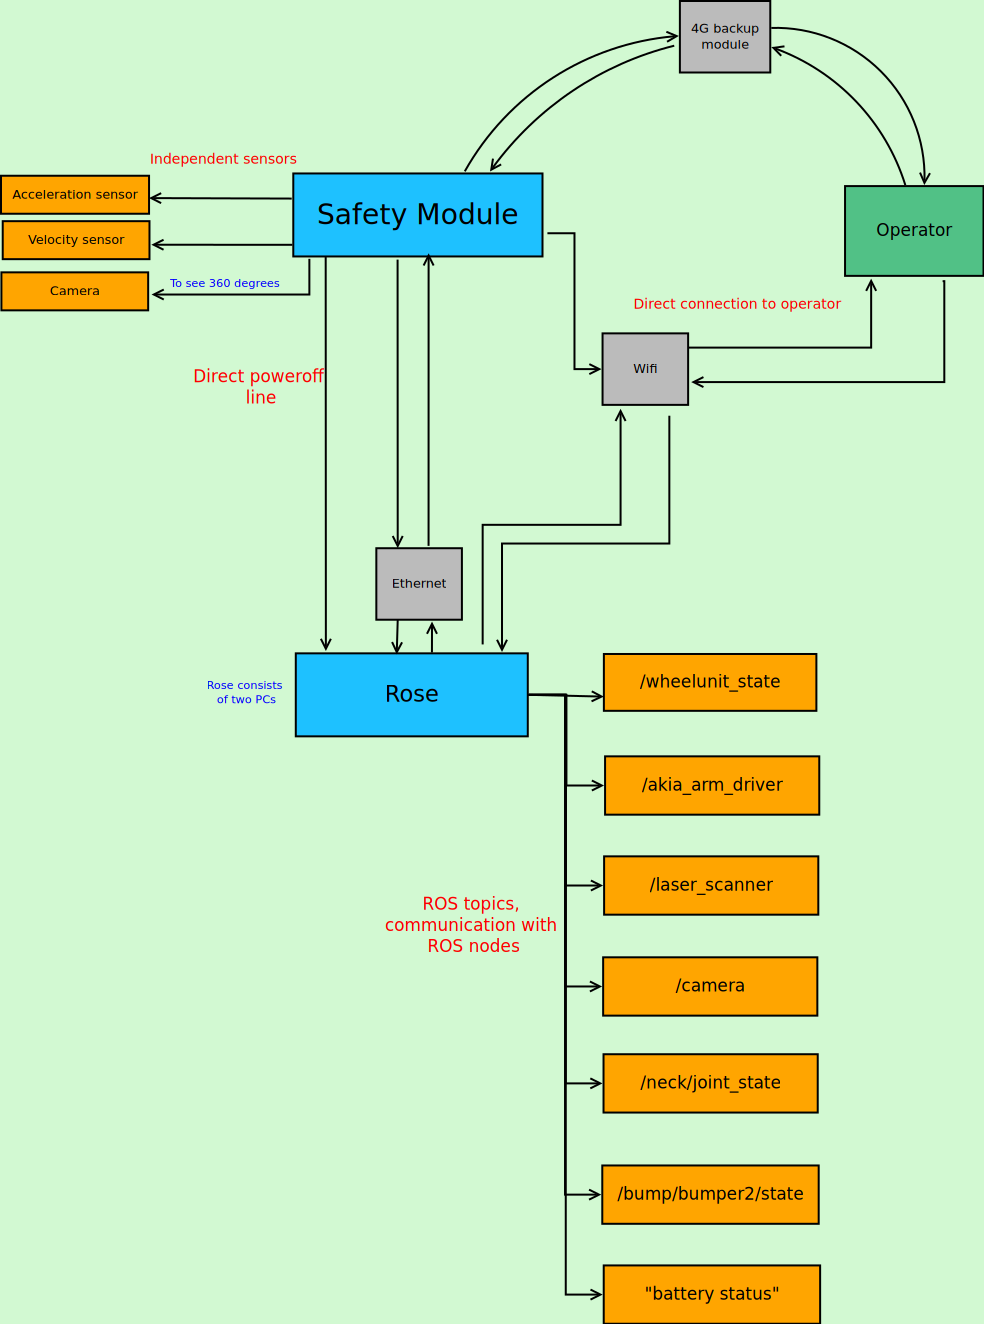 4G backup
module
Independent sensors
Acceleration sensor
Safety Module
Operator
Velocity sensor
To see 360 degrees
Camera
Direct connection to operator
Wifi
Direct poweroff
line
Ethernet
Rose consists
of two PCs
Rose
/wheelunit_state
/akia_arm_driver
/laser_scanner
ROS topics,
communication with
ROS nodes
/camera
/neck/joint_state
/bump/bumper2/state
"battery status"